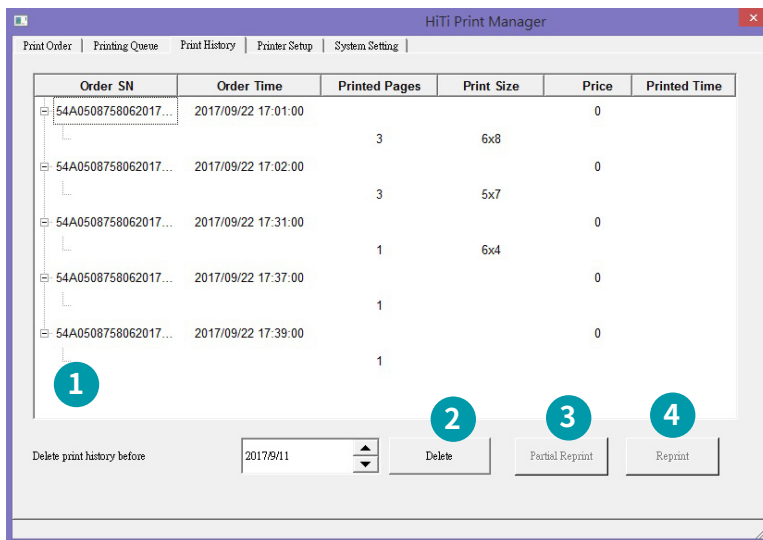 HiTi Print Manager
Print Order Printing Queue Print History Printer Setup System Setting
Order SN Order Time Printed Pages Print Size Price Printed Time
54A0508758062017... 2017/09/22 17:01:00 0
3 6x8
54A0508758062017... 2017/09/22 17:02:00 0
3 5x7
54A0508758062017... 2017/09/22 17:31:00 0
1 6x4
54A0508758062017... 2017/09/22 17:37:00 0
1
54A0508758062017... 2017/09/22 17:39:00 0
1
1 2 3 4
Delete print history before 2017/9/11 Delete Partial Reprint Reprint